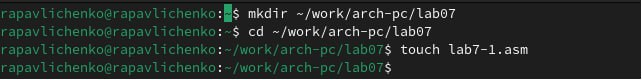 rapavlichenko@rapavlichenko:~$ mkdir ~/work/arch-pc/lab07
rapavlichenko@rapavlichenko:~$ cd ~/work/arch-pc/lab07
rapavlichenko@rapavlichenko:~/work/arch-pc/lab07$ touch lab7-1.asm
rapavlichenko@rapavlichenko:~/work/arch-pc/lab07$